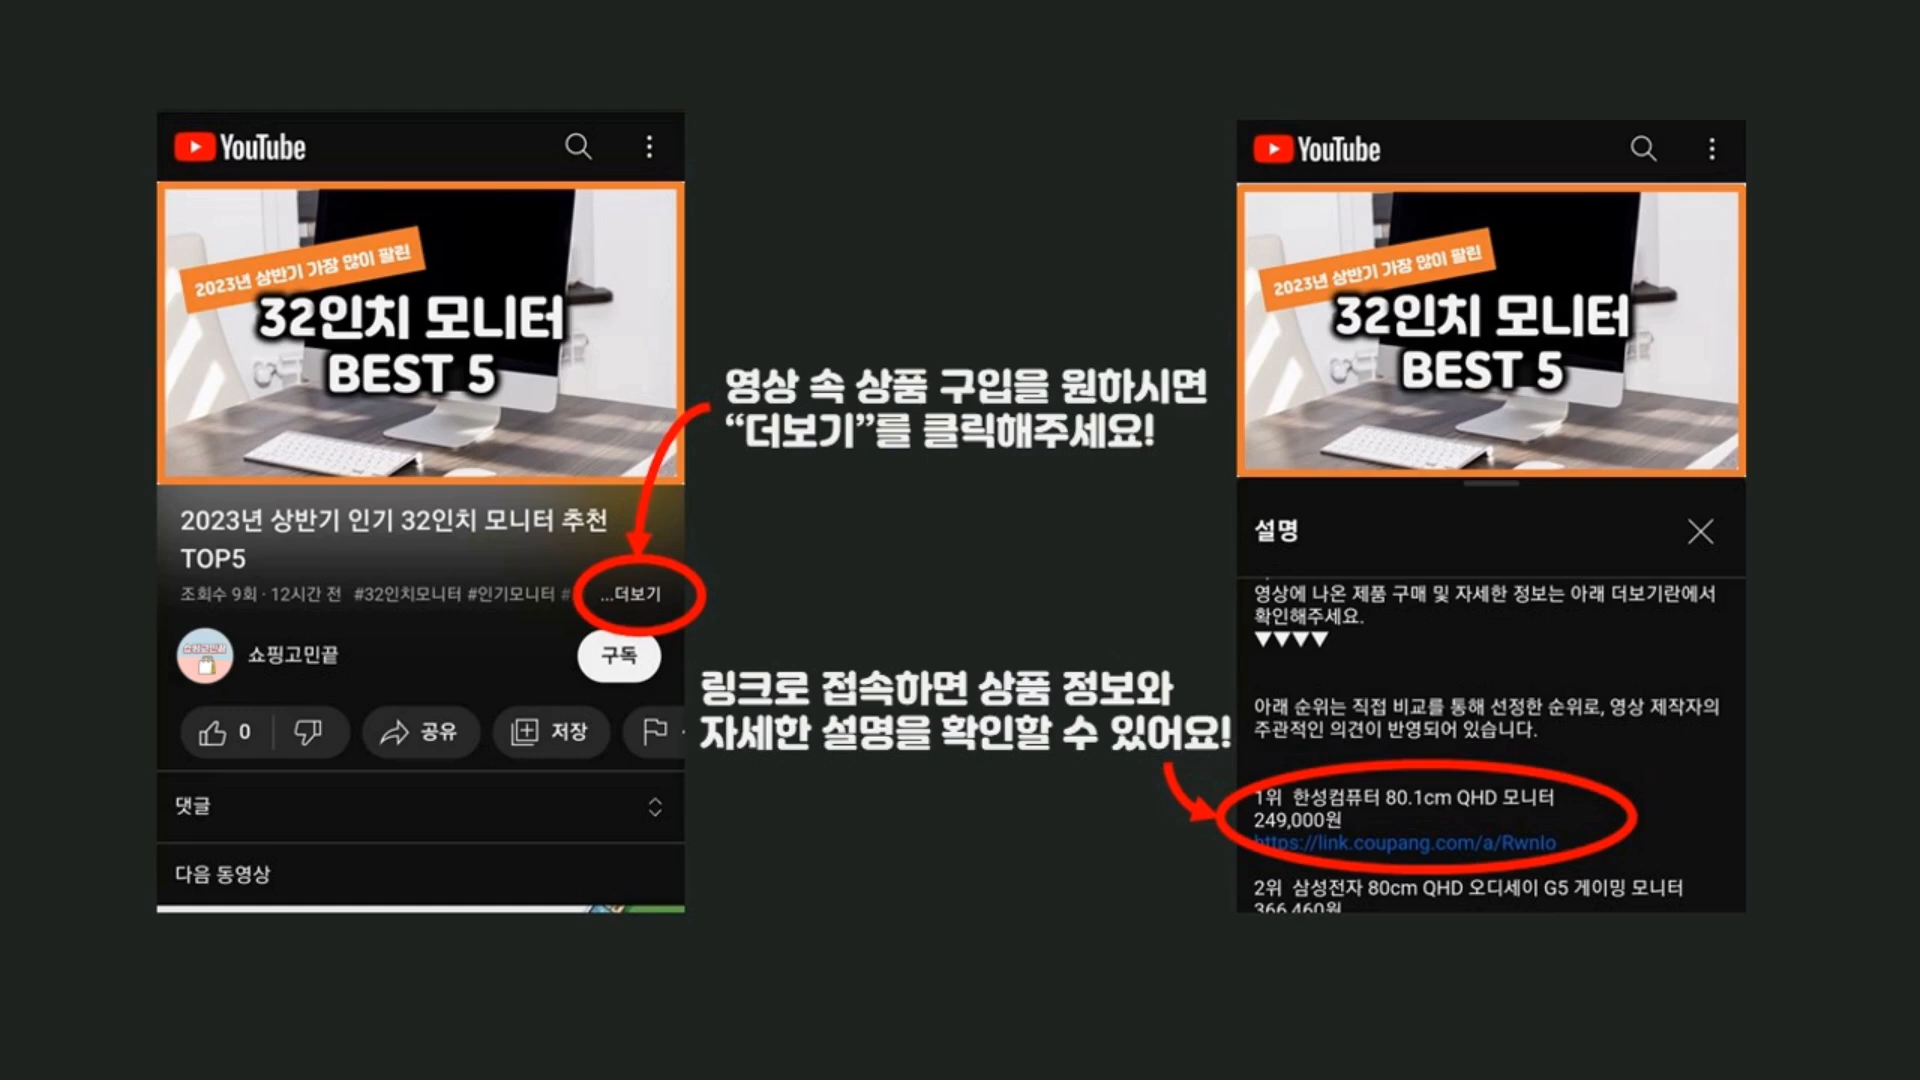 YouTube
2023년 상반기 가장 많이 팔린
32인치 모니터
BEST 5
2023년 상반기 인기 32인치 모니터 추천
TOP5
조회수 9회 · 12시간 전 #32인치모니터 #인기모니터 # ...더보기
쇼핑고민끝
쇼핑고민끝
구독
0
공유
저장
댓글
다음 동영상
영상 속 상품 구입을 원하시면
“더보기”를 클릭해주세요!
링크로 접속하면 상품 정보와
자세한 설명을 확인할 수 있어요!
YouTube
2023년 상반기 가장 많이 팔린
32인치 모니터
BEST 5
설명
영상에 나온 제품 구매 및 자세한 정보는 아래 더보기란에서
확인해주세요.
▼▼▼▼
아래 순위는 직접 비교를 통해 선정한 순위로, 영상 제작자의
주관적인 의견이 반영되어 있습니다.
1위 한성컴퓨터 80.1cm QHD 모니터
249,000원
https://link.coupang.com/a/RwnIo
2위 삼성전자 80cm QHD 오디세이 G5 게이밍 모니터
366,460원